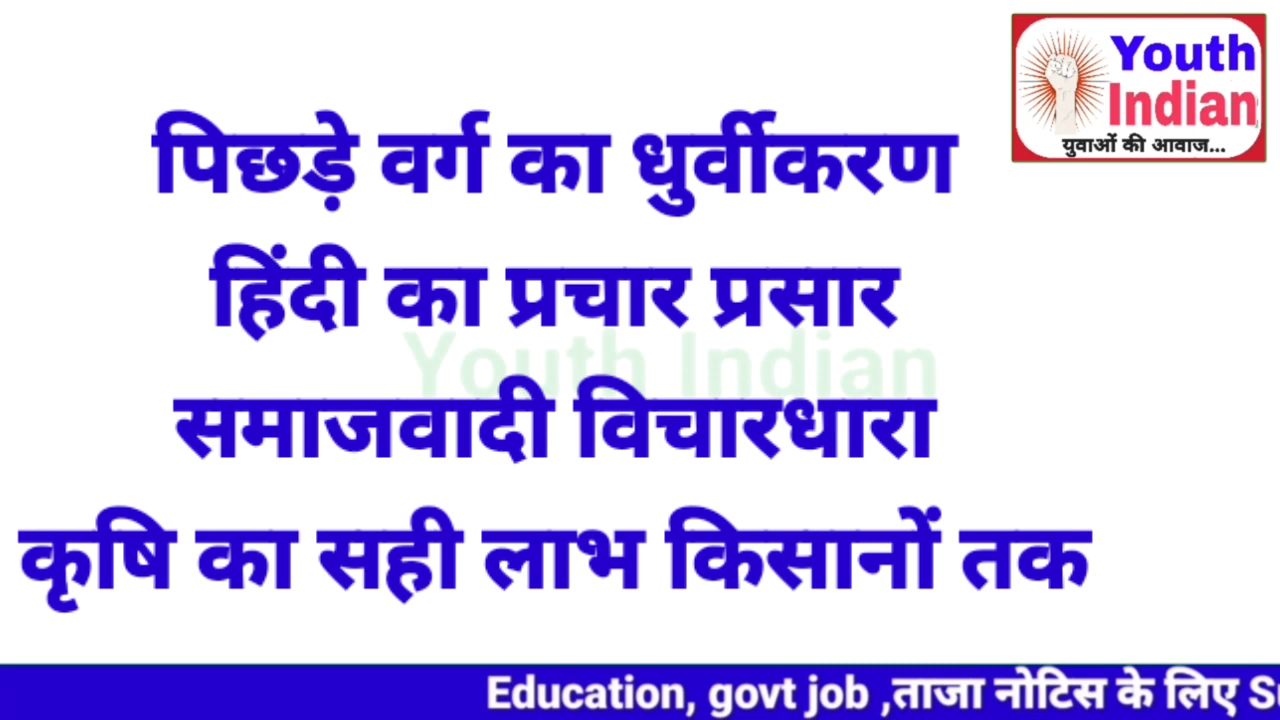 Youth
Indian
युवाओं की आवाज...
पिछड़े वर्ग का धुर्वीकरण
हिंदी का प्रचार प्रसार
Youth Indian
समाजवादी विचारधारा
कृषि का सही लाभ किसानों तक
Education, govt job ,ताजा नोटिस के लिए